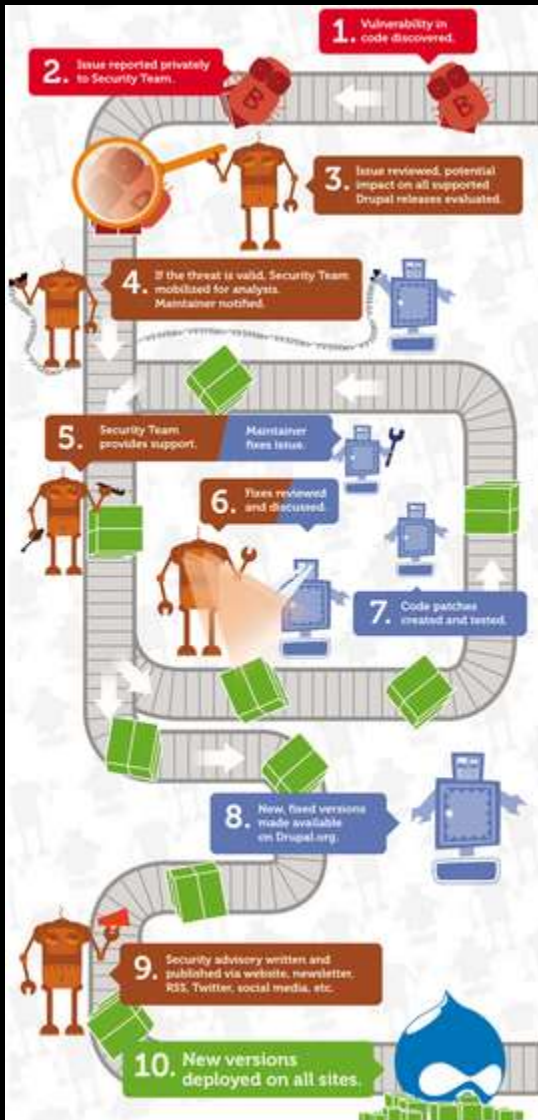 1. Vulnerability in
code discovered.
2. Issue reported privately
to Security Team.
B
B
3. Issue reviewed, potential
impact on all supported
Drupal releases evaluated.
4. If the threat is valid, Security Team
mobilized for analysis.
Maintainer notified.
5. Security Team
provides support.
Maintainer
fixes issue.
6. Fixes reviewed
and discussed.
7. Code patches
created and tested.
8. New, fixed versions
made available
on Drupal.org.
9. Security advisory written and
published via website, newsletter,
RSS, Twitter, social media, etc.
10. New versions
deployed on all sites.